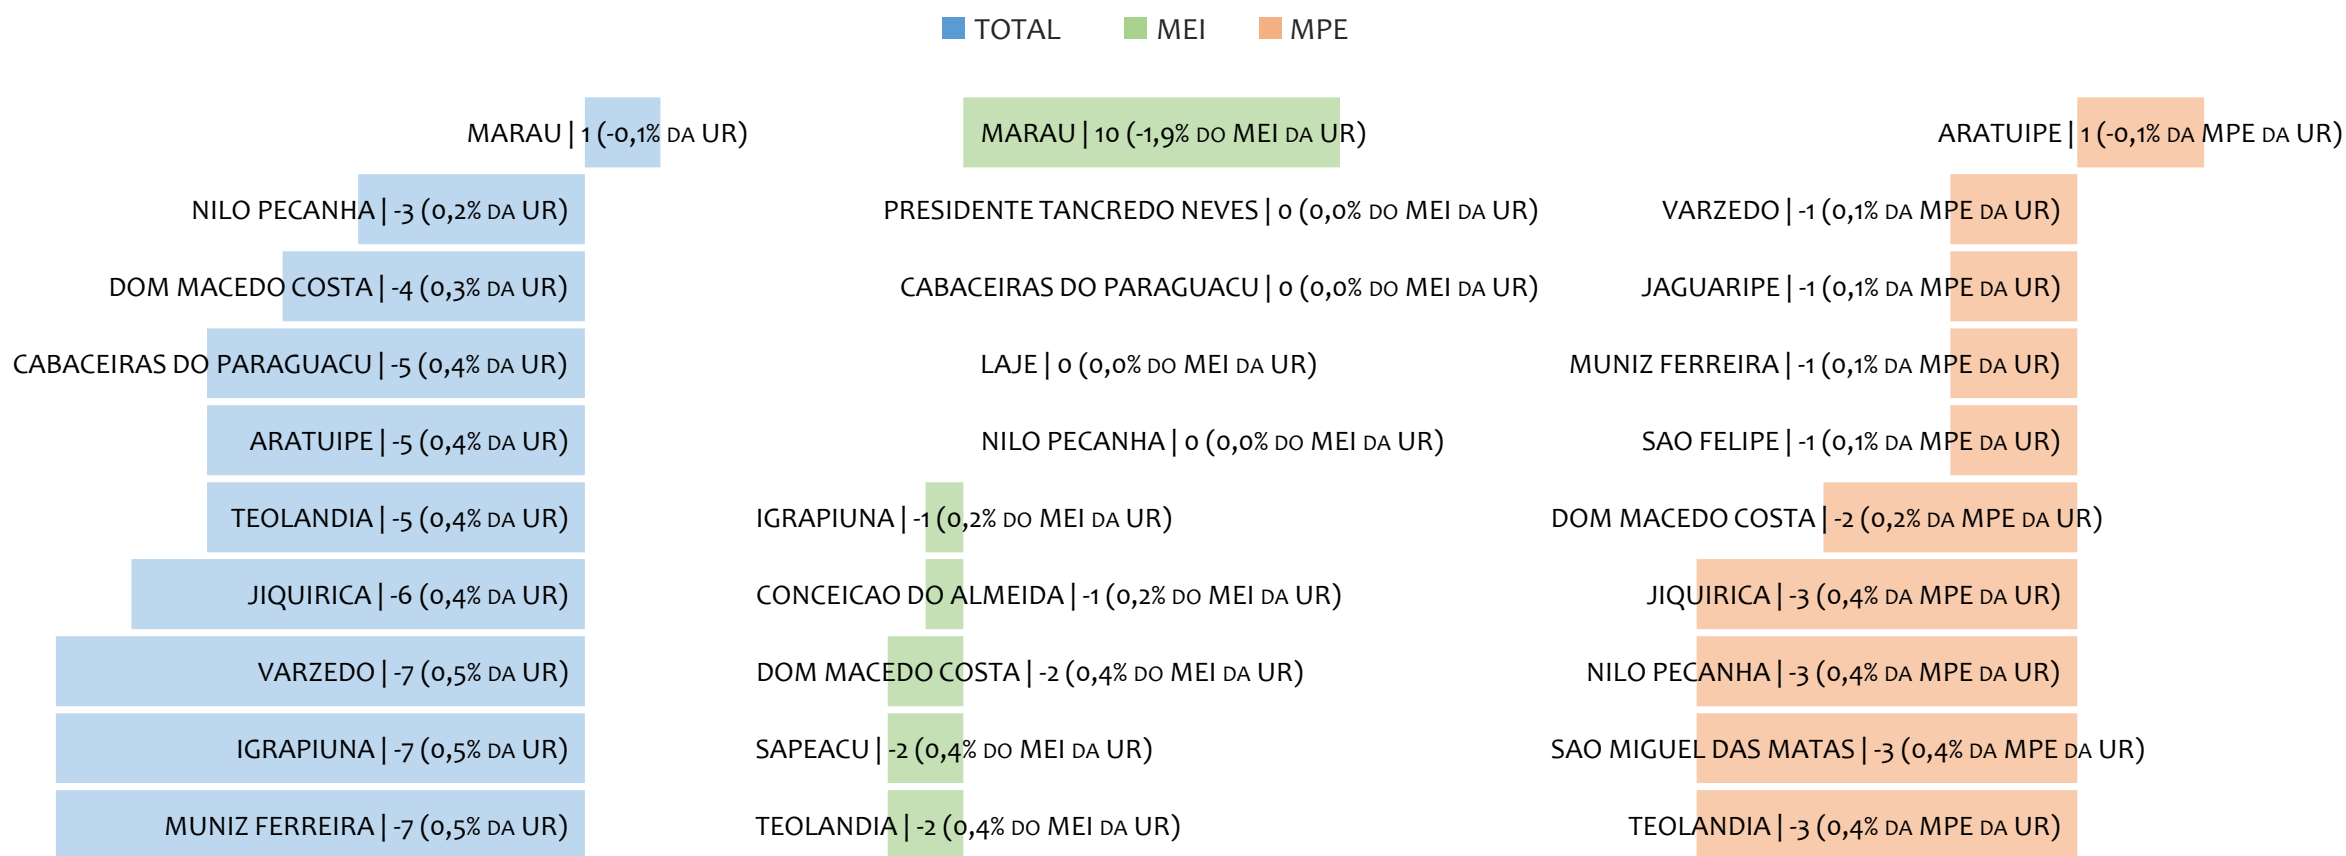 TOTAL MEI MPE
MARAU | 1 (-0,1% DA UR)
NILO PECANHA | -3 (0,2% DA UR)
DOM MACEDO COSTA | -4 (0,3% DA UR)
CABACEIRAS DO PARAGUACU | -5 (0,4% DA UR)
ARATUIPE | -5 (0,4% DA UR)
TEOLANDIA | -5 (0,4% DA UR)
JIQUIRICA | -6 (0,4% DA UR)
VARZEDO | -7 (0,5% DA UR)
IGRAPIUNA | -7 (0,5% DA UR)
MUNIZ FERREIRA | -7 (0,5% DA UR)
MARAU | 10 (-1,9% DO MEI DA UR)
PRESIDENTE TANCREDO NEVES | 0 (0,0% DO MEI DA UR)
CABACEIRAS DO PARAGUACU | 0 (0,0% DO MEI DA UR)
LAJE | 0 (0,0% DO MEI DA UR)
NILO PECANHA | 0 (0,0% DO MEI DA UR)
IGRAPIUNA | -1 (0,2% DO MEI DA UR)
CONCEICAO DO ALMEIDA | -1 (0,2% DO MEI DA UR)
DOM MACEDO COSTA | -2 (0,4% DO MEI DA UR)
SAPEACU | -2 (0,4% DO MEI DA UR)
TEOLANDIA | -2 (0,4% DO MEI DA UR)
ARATUIPE | 1 (-0,1% DA MPE DA UR)
VARZEDO | -1 (0,1% DA MPE DA UR)
JAGUARIPE | -1 (0,1% DA MPE DA UR)
MUNIZ FERREIRA | -1 (0,1% DA MPE DA UR)
SAO FELIPE | -1 (0,1% DA MPE DA UR)
DOM MACEDO COSTA | -2 (0,2% DA MPE DA UR)
JIQUIRICA | -3 (0,4% DA MPE DA UR)
NILO PECANHA | -3 (0,4% DA MPE DA UR)
SAO MIGUEL DAS MATAS | -3 (0,4% DA MPE DA UR)
TEOLANDIA | -3 (0,4% DA MPE DA UR)